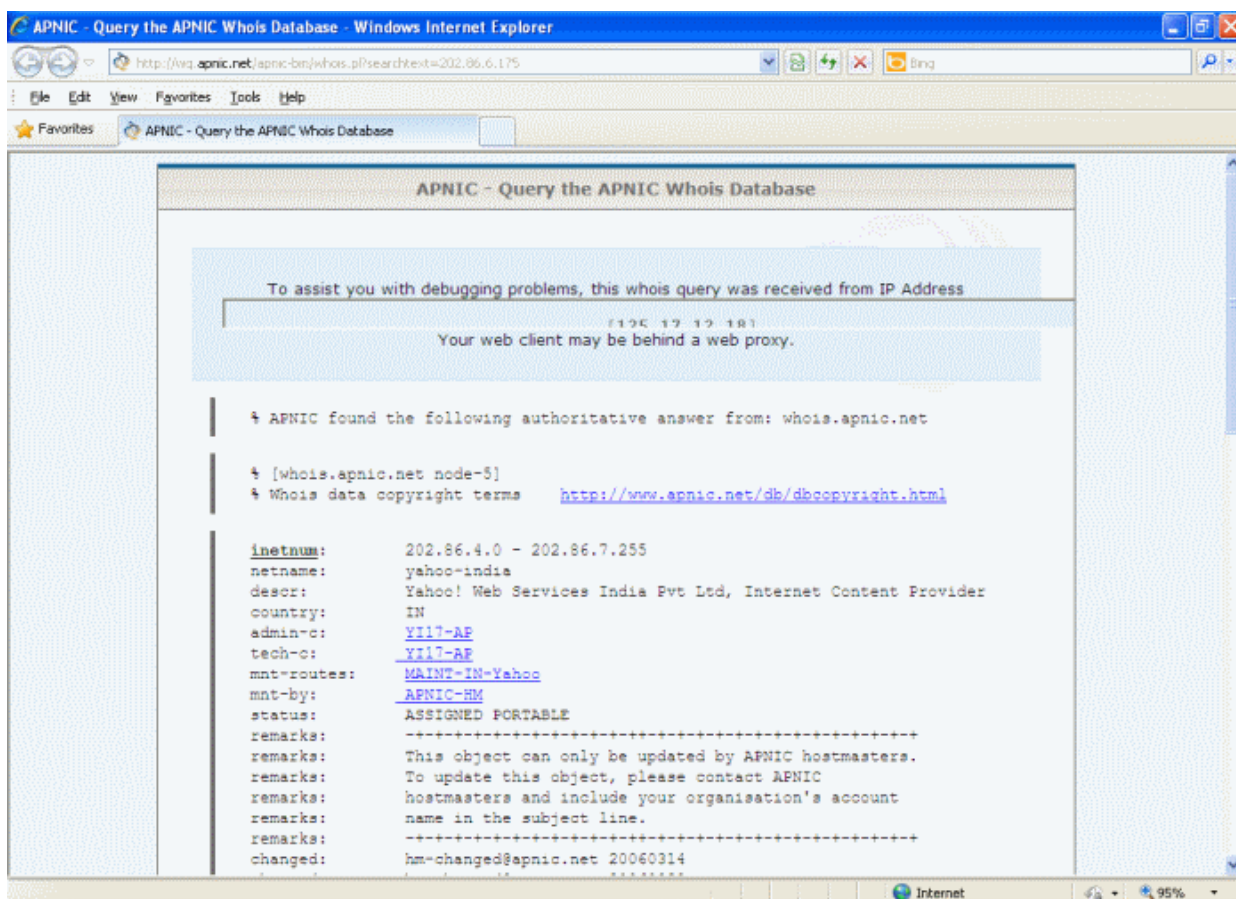 APNIC - Query the APNIC Whois Database - Windows Internet Explorer
http://wq.apnic.net/apnic-bin/whois.pl?searchtext=202.86.6.175
Bing
File Edit View Favorites Tools Help
Favorites APNIC - Query the APNIC Whois Database
APNIC - Query the APNIC Whois Database
To assist you with debugging problems, this whois query was received from IP Address
[125.17.12.18]
Your web client may be behind a web proxy.
% APNIC found the following authoritative answer from: whois.apnic.net
% [whois.apnic.net node-5]
% Whois data copyright terms http://www.apnic.net/db/dbcopyright.html
inetnum: 202.86.4.0 - 202.86.7.255
netname: yahoo-india
descr: Yahoo! Web Services India Pvt Ltd, Internet Content Provider
country: IN
admin-c: YI17-AP
tech-c: YI17-AP
mnt-routes: MAINT-IN-Yahoo
mnt-by: APNIC-HM
status: ASSIGNED PORTABLE
remarks: -+-+-+-+-+-+-+-+-+-+-+-++-+-+-+-+-+-+-+-+-+-+-+-+-+-+
remarks: This object can only be updated by APNIC hostmasters.
remarks: To update this object, please contact APNIC
remarks: hostmasters and include your organisation's account
remarks: name in the subject line.
remarks: -+-+-+-+-+-+-+-+-+-+-+-++-+-+-+-+-+-+-+-+-+-+-+-+-+-+
changed: hm-changed@apnic.net 20060314
Internet 95%